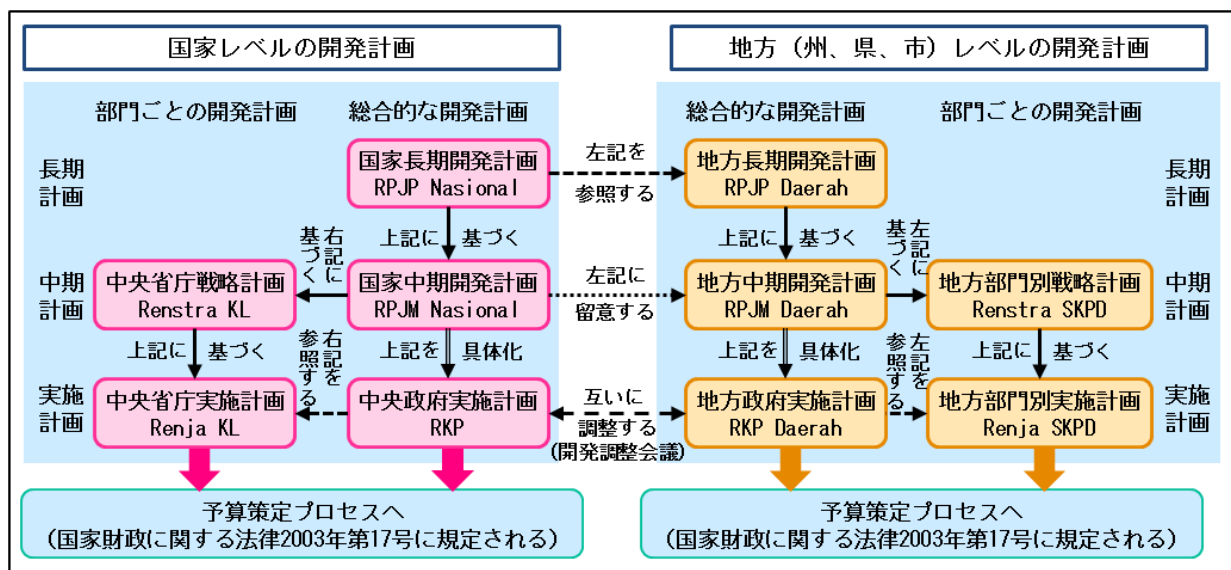 国家レベルの開発計画
地方（州、県、市）レベルの開発計画
部門ごとの開発計画
総合的な開発計画
総合的な開発計画
部門ごとの開発計画
長期
計画
国家長期開発計画
RPJP Nasional
左記を
参照する
地方長期開発計画
RPJP Daerah
長期
計画
上記に 基づく
上記に 基づく
中期
計画
中央省庁戦略計画
Renstra KL
右記に
基づく
国家中期開発計画
RPJM Nasional
左記に
留意する
地方中期開発計画
RPJM Daerah
左記に
基づく
地方部門別戦略計画
Renstra SKPD
中期
計画
上記に 基づく
上記を 具体化
上記を 具体化
上記に 基づく
実施
計画
中央省庁実施計画
Renja KL
右記を
参照する
中央政府実施計画
RKP
互いに
調整する
(開発調整会議)
地方政府実施計画
RKP Daerah
左記を
参照する
地方部門別実施計画
Renja SKPD
実施
計画
予算策定プロセスへ
（国家財政に関する法律2003年第17号に規定される）
予算策定プロセスへ
（国家財政に関する法律2003年第17号に規定される）